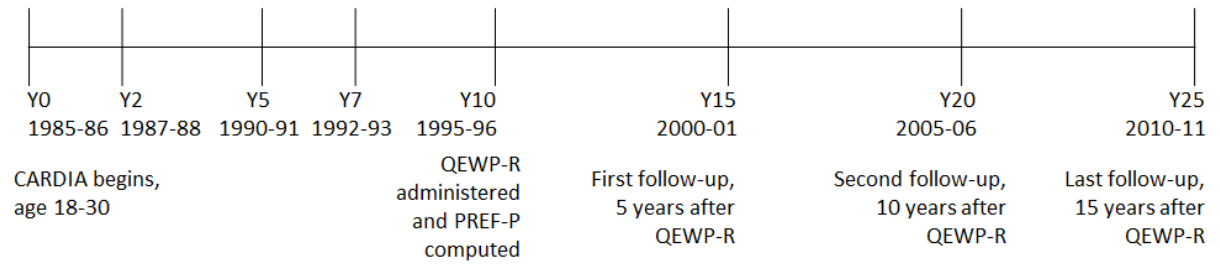 Y0 Y2 Y5 Y7 Y10 Y15 Y20 Y25
1985-86 1987-88 1990-91 1992-93 1995-96 2000-01 2005-06 2010-11
CARDIA begins,
age 18-30
QEWP-R
administered
and PREF-P
computed
First follow-up,
5 years after
QEWP-R
Second follow-up,
10 years after
QEWP-R
Last follow-up,
15 years after
QEWP-R